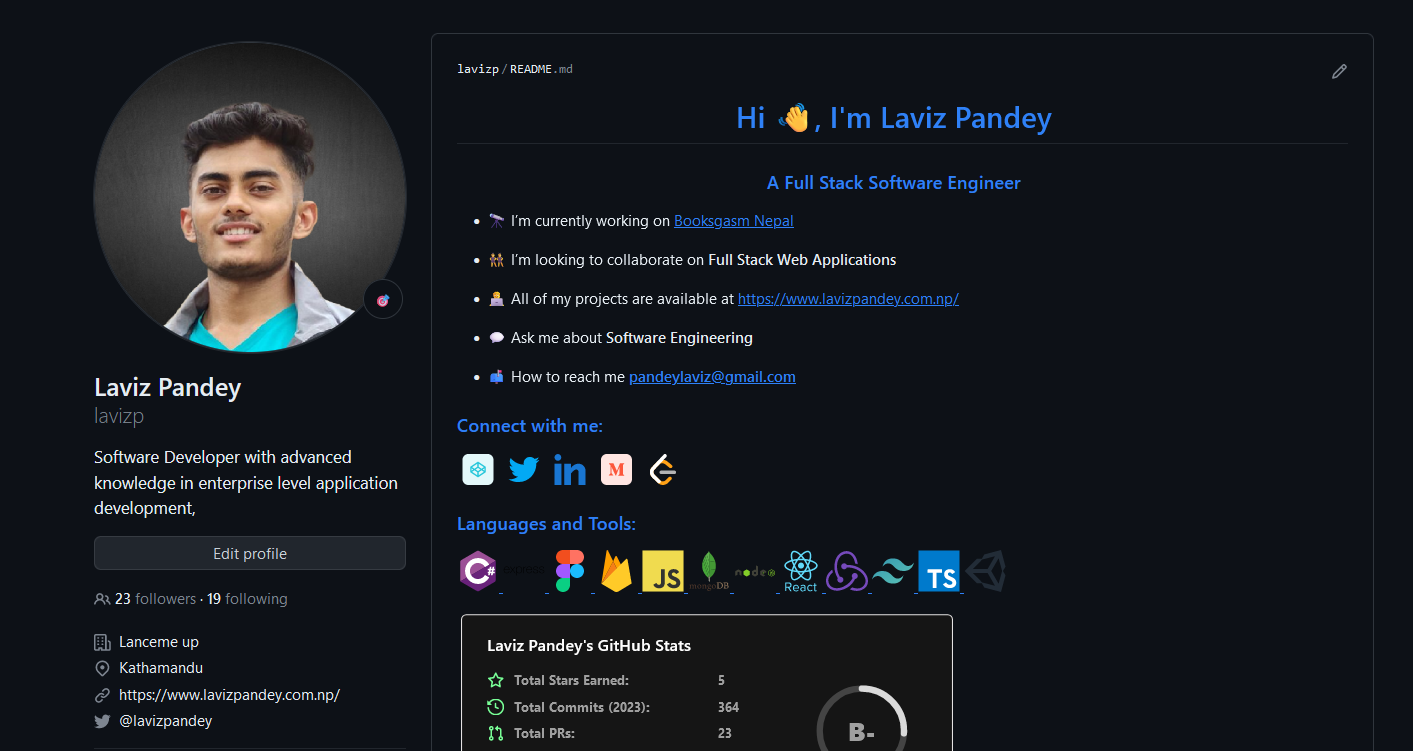 Laviz Pandey
lavizp
Software Developer with advanced
knowledge in enterprise level application
development,
Edit profile
23 followers · 19 following
Lanceme up
Kathamandu
https://www.lavizpandey.com.np/
@lavizpandey
lavizp/README.md
Hi 👋, I'm Laviz Pandey
A Full Stack Software Engineer
• 🔭 I’m currently working on Booksgasm Nepal
• 👯 I’m looking to collaborate on Full Stack Web Applications
• 👨‍💻 All of my projects are available at https://www.lavizpandey.com.np/
• 💬 Ask me about Software Engineering
• 📫 How to reach me pandeylaviz@gmail.com
Connect with me:
in M
Languages and Tools:
C# express JS mongoDB node React TS
Laviz Pandey's GitHub Stats
Total Stars Earned: 5
Total Commits (2023): 364
Total PRs: 23
B-